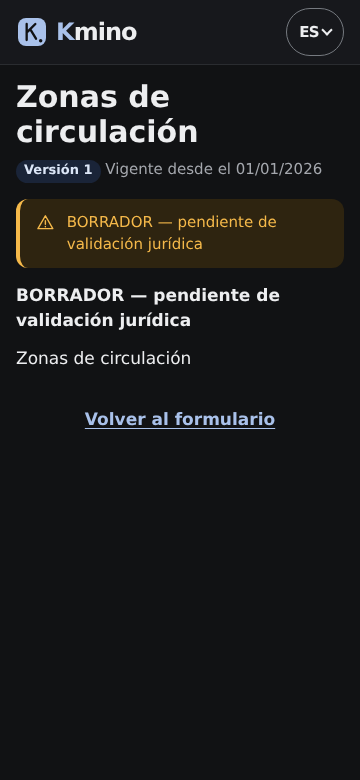 K. Kmino
ES
Zonas de
circulación
Versión 1 Vigente desde el 01/01/2026
BORRADOR — pendiente de
validación jurídica
BORRADOR — pendiente de
validación jurídica
Zonas de circulación
Volver al formulario